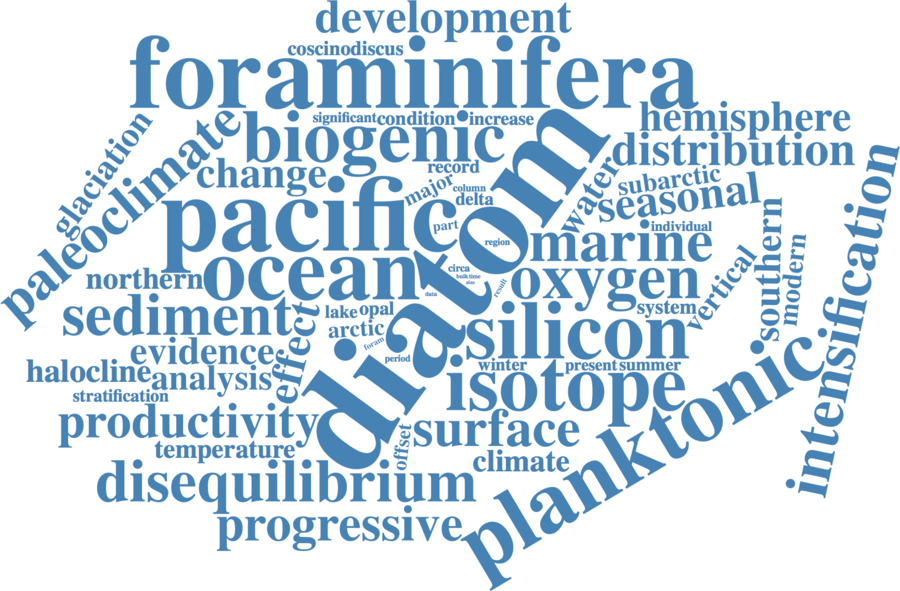 development
coscinodiscus
foraminifera
significant
condition
increase
hemisphere
glaciation
paleoclimate
biogenic
distribution
change
record
major
column
delta
water
subarctic
seasonal
pacific
part
region
individual
diatom
marine
intensification
northern
ocean
circa
bulk
time
size
oxygen
result
data
vertical
southern
modern
sediment
effect
lake
opal
system
arctic
foram
silicon
evidence
period
halocline
analysis
winter
present
summer
stratification
isotope
productivity
offset
surface
planktonic
temperature
climate
disequilibrium
progressive